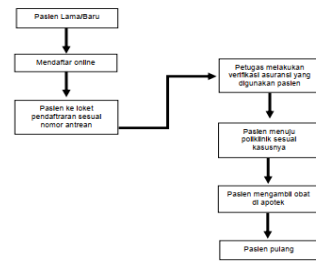 Pasien Lama/Baru
Mendaftar online
Pasien ke loket
pendaftraran sesuai
nomor antrean
Petugas melakukan
verifikasi asuransi yang
digunakan pasien
Pasien menuju
poliklinik sesuai
kasusnya
Pasien mengambil obat
di apotek
Pasien pulang